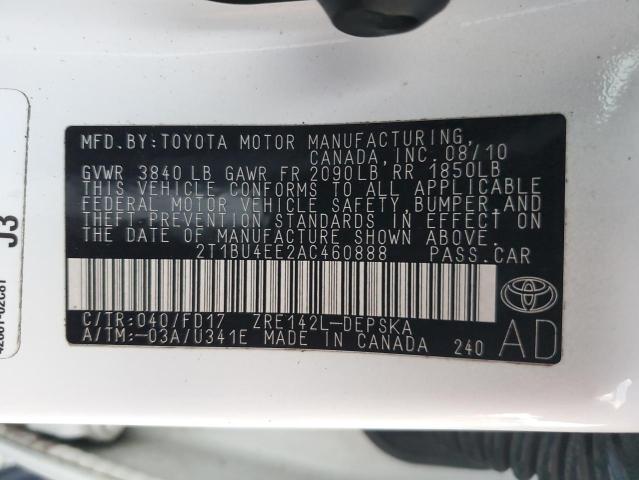 MFD. BY: TOYOTA MOTOR MANUFACTURING,
CANADA, INC. 08/10
GVWR 3840 LB GAWR FR 2090LB, RR 1850LB
THIS VEHICLE CONFORMS TO ALL APPLICABLE
FEDERAL MOTOR VEHICLE SAFETY, BUMPER AND
THEFT PREVENTION STANDARDS IN EFFECT ON
THE DATE OF MANUFACTURE SHOWN ABOVE.
2T1BU4EE2AC460888 PASS.CAR
C/TR:040/FD17 ZRE142L-DEPSKA
A/TM:-03A/U341E MADE IN CANADA 240
AD
J3